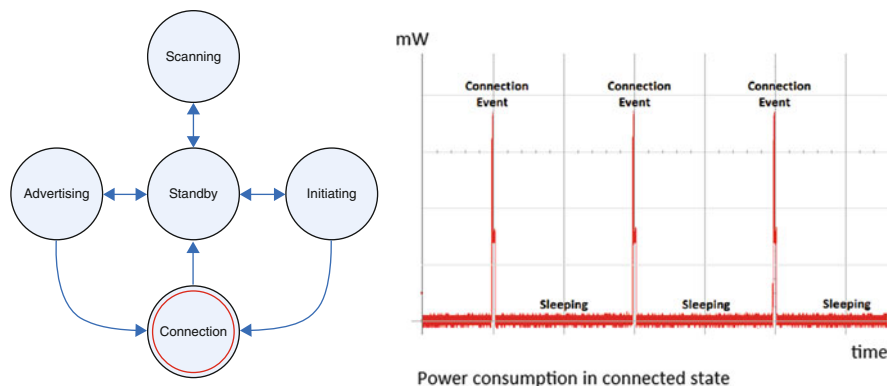 Scanning
Advertising
Standby
Initiating
Connection
mW
Connection
Event
Connection
Event
Connection
Event
Sleeping
Sleeping
Sleeping
time
Power consumption in connected state